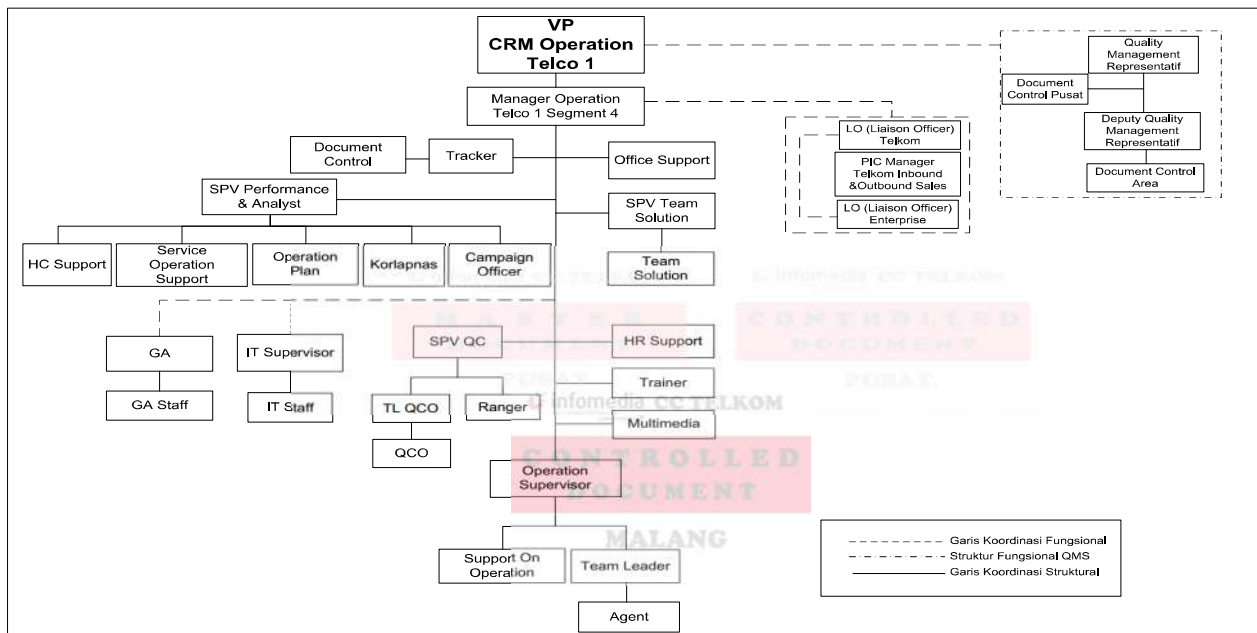 VP
CRM Operation
Telco 1
Quality
Management
Representatif
Document
Control Pusat
Deputy Quality
Management
Representatif
Document Control
Area
Manager Operation
Telco 1 Segment 4
LO (Liaison Officer)
Telkom
PIC Manager
Telkom Inbound
&Outbound Sales
LO (Liaison Officer)
Enterprise
Document
Control
Tracker
Office Support
SPV Performance
& Analyst
SPV Team
Solution
HC Support
Service
Operation
Support
Operation
Plan
Korlapnas
Campaign
Officer
Team
Solution
infomedia CC TELKOM
MASTER
DOCUMENT
PUSAT
infomedia CC TELKOM
CONTROLLED
DOCUMENT
PUSAT
GA
IT Supervisor
SPV QC
HR Support
GA Staff
IT Staff
TL QCO
Ranger
Trainer
infomedia CC TELKOM
Multimedia
QCO
CONTROLLED
DOCUMENT
MALANG
Operation
Supervisor
Support On
Operation
Team Leader
Agent
Garis Koordinasi Fungsional
Struktur Fungsional QMS
Garis Koordinasi Struktural